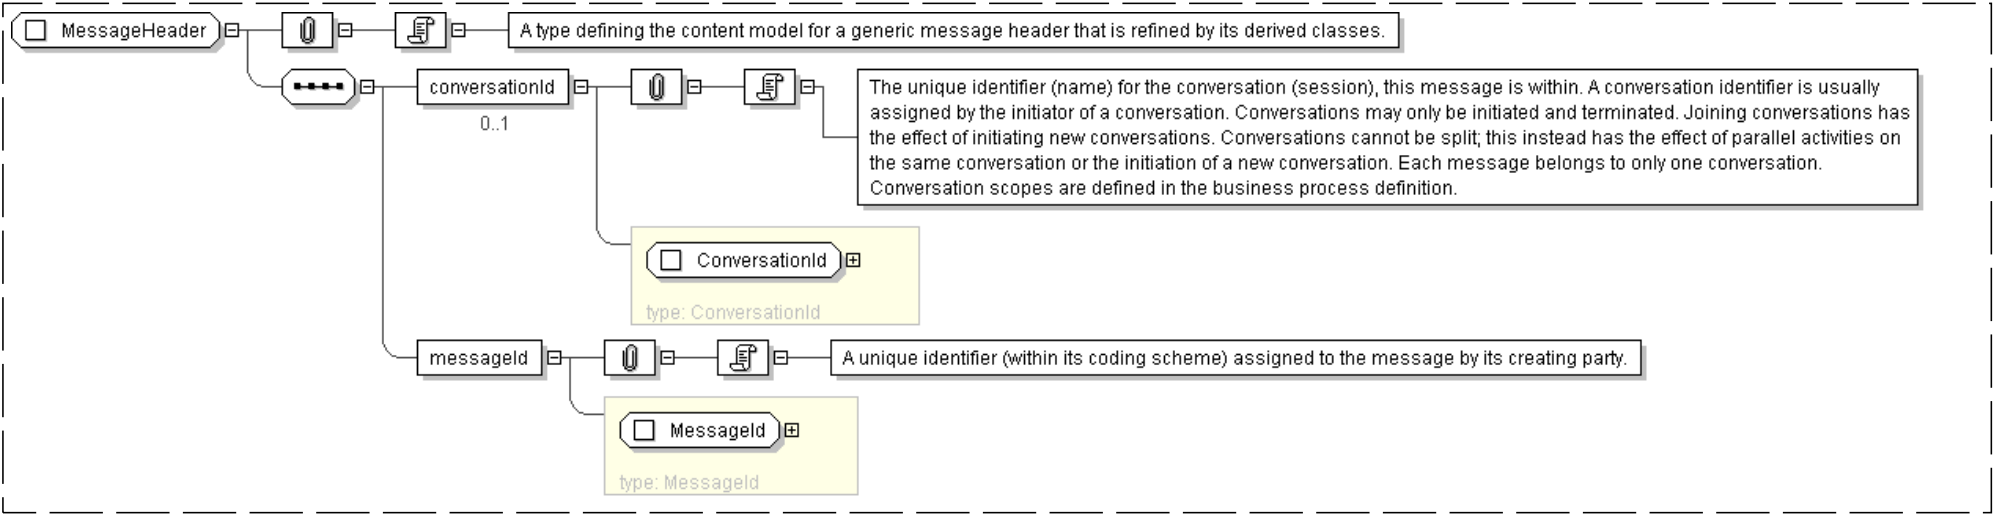 MessageHeader
A type defining the content model for a generic message header that is refined by its derived classes.
conversationId
0..1
The unique identifier (name) for the conversation (session), this message is within. A conversation identifier is usually
assigned by the initiator of a conversation. Conversations may only be initiated and terminated. Joining conversations has
the effect of initiating new conversations. Conversations cannot be split; this instead has the effect of parallel activities on
the same conversation or the initiation of a new conversation. Each message belongs to only one conversation.
Conversation scopes are defined in the business process definition.
ConversationId
type: ConversationId
messageId
A unique identifier (within its coding scheme) assigned to the message by its creating party.
MessageId
type: MessageId